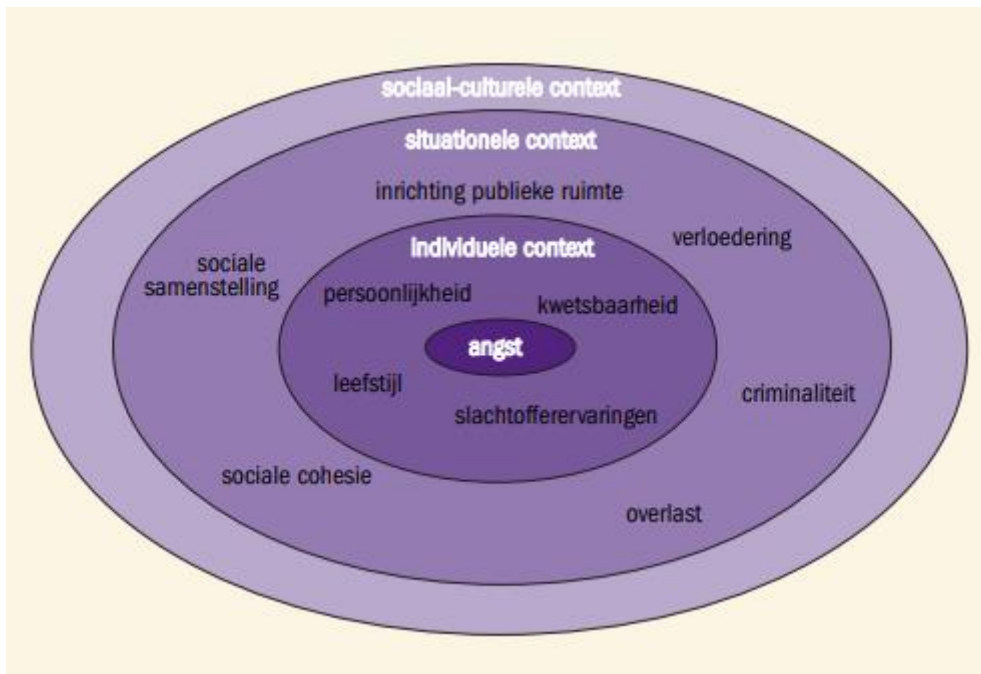 sociaal-culturele context
situationele context
inrichting publieke ruimte
verloedering
sociale
samenstelling
individuele context
persoonlijkheid
kwetsbaarheid
angst
leefstijl
slachtofferervaringen
criminaliteit
sociale cohesie
overlast